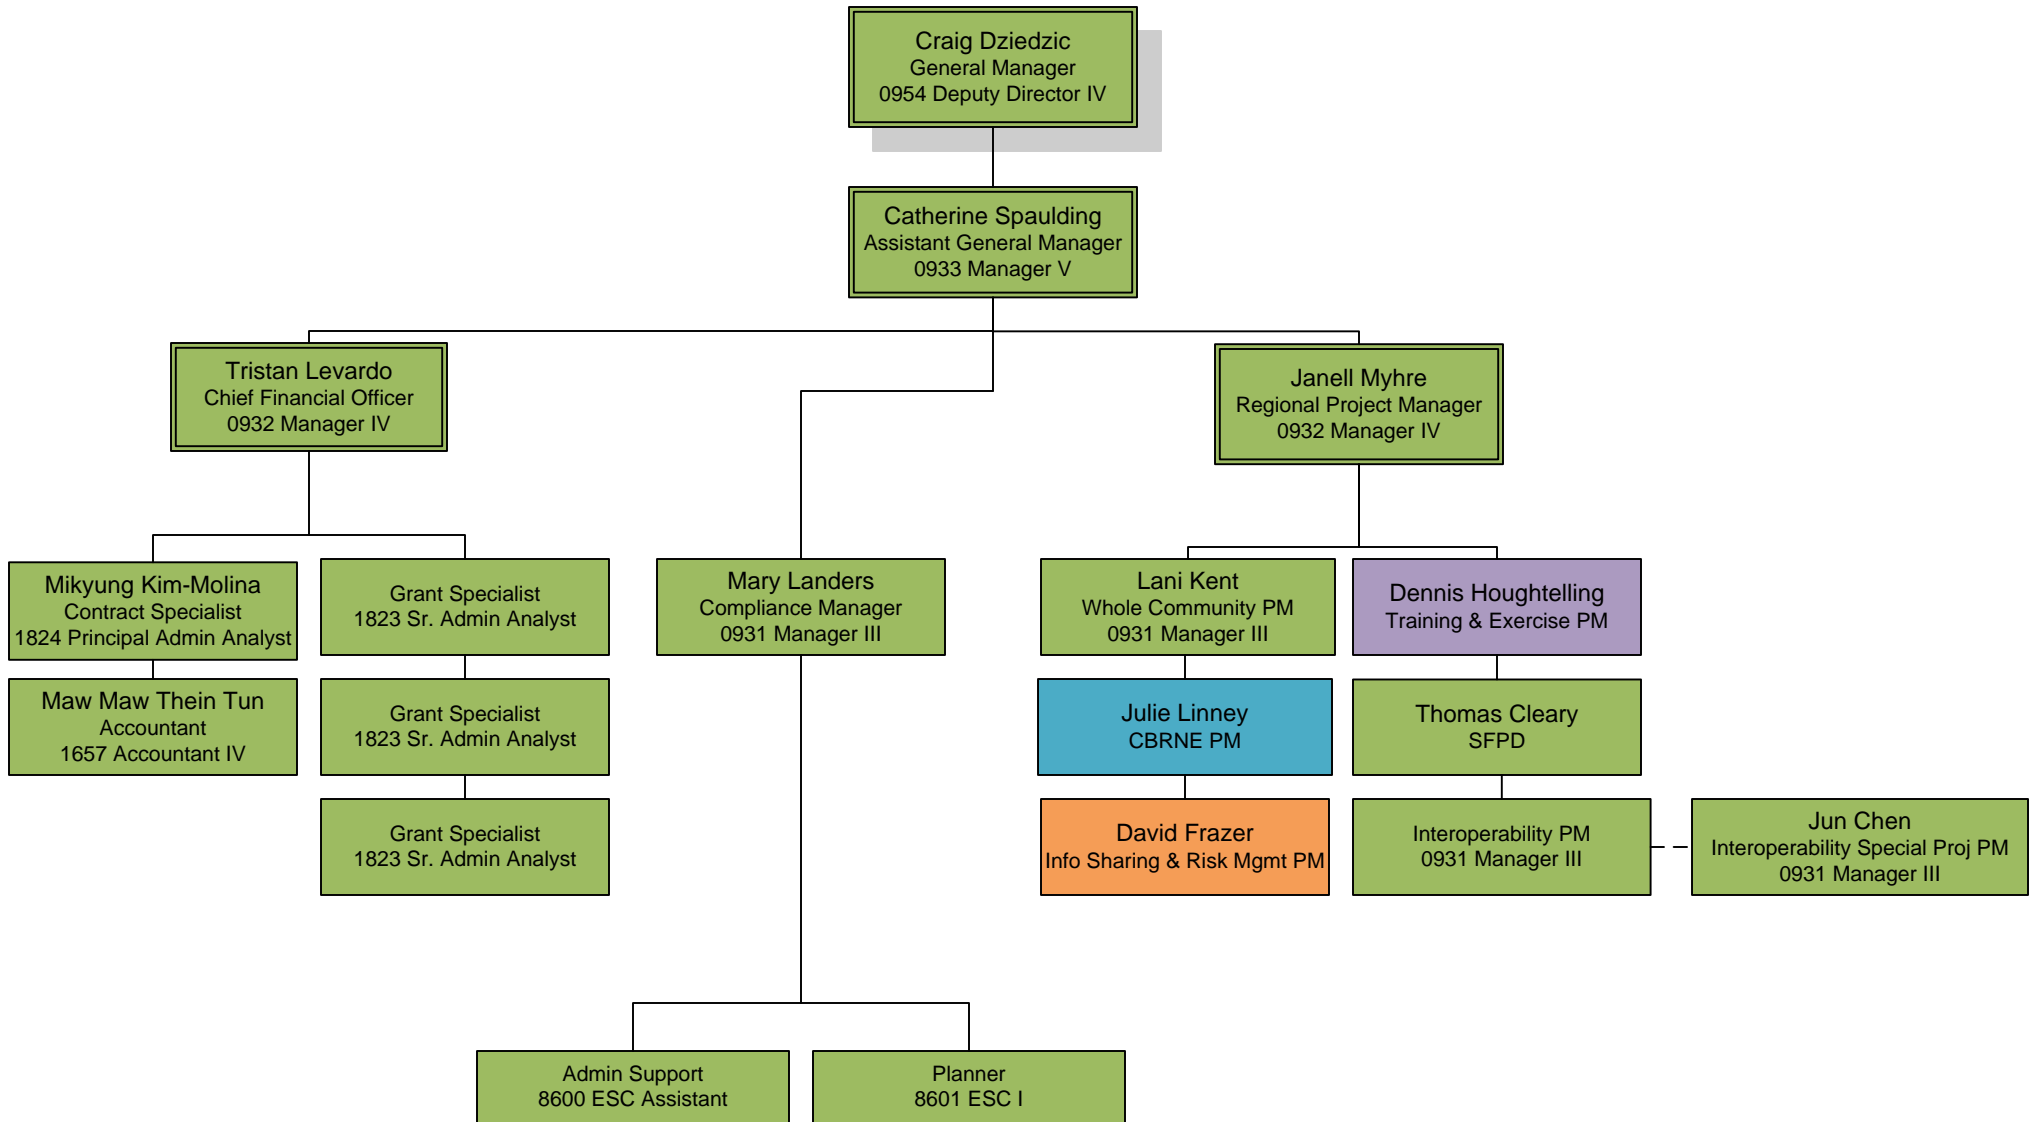 Craig Dziedzic
General Manager
0954 Deputy Director IV
Catherine Spaulding
Assistant General Manager
0933 Manager V
Tristan Levardo
Chief Financial Officer
0932 Manager IV
Janell Myhre
Regional Project Manager
0932 Manager IV
Mikyung Kim-Molina
Contract Specialist
1824 Principal Admin Analyst
Grant Specialist
1823 Sr. Admin Analyst
Mary Landers
Compliance Manager
0931 Manager III
Lani Kent
Whole Community PM
0931 Manager III
Dennis Houghtelling
Training & Exercise PM
Maw Maw Thein Tun
Accountant
1657 Accountant IV
Grant Specialist
1823 Sr. Admin Analyst
Julie Linney
CBRNE PM
Thomas Cleary
SFPD
Grant Specialist
1823 Sr. Admin Analyst
David Frazer
Info Sharing & Risk Mgmt PM
Interoperability PM
0931 Manager III
Jun Chen
Interoperability Special Proj PM
0931 Manager III
Admin Support
8600 ESC Assistant
Planner
8601 ESC I